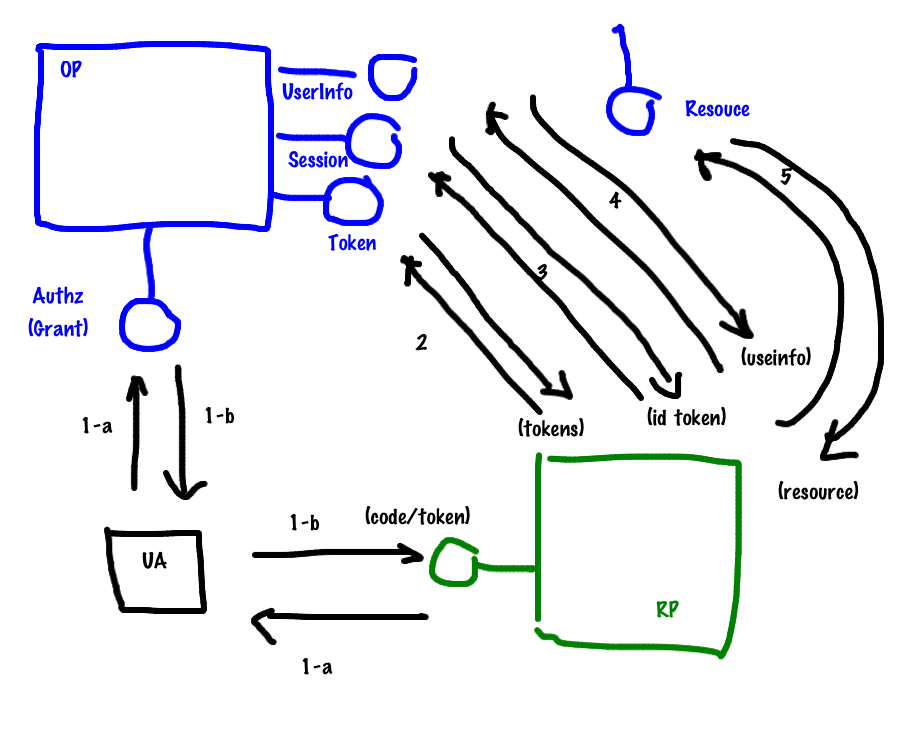 OP
UserInfo
Session
Token
Authz
(Grant)
Resouce
5
4
3
2
(useinfo)
(id token)
(tokens)
(resource)
1-a
1-b
1-b
(code/token)
UA
RP
1-a